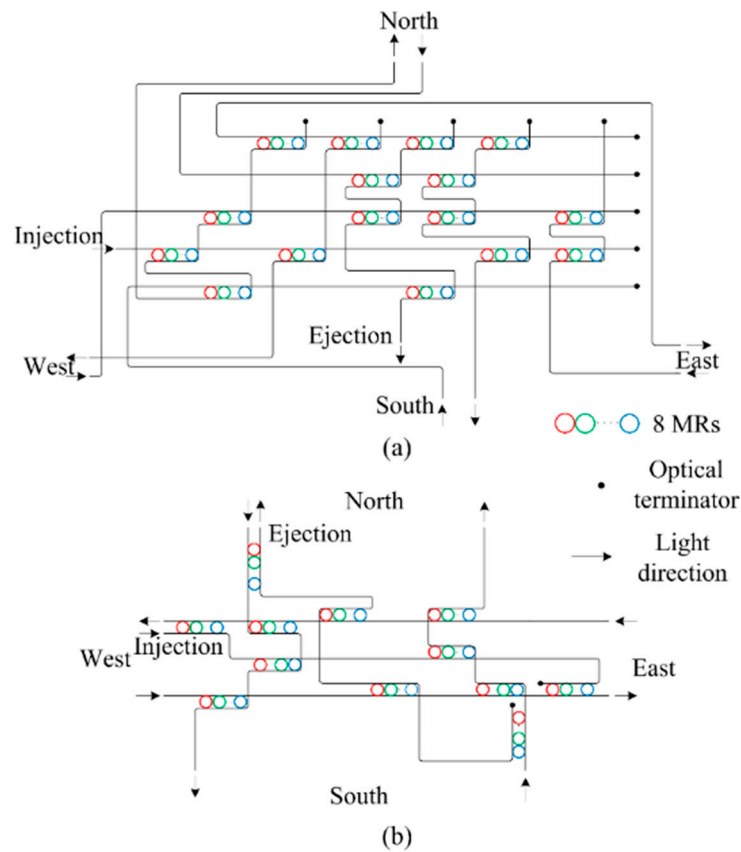 North
Injection
Ejection
West
East
South
8 MRs
(a)
Optical
terminator
North
Ejection
Light
direction
Injection
West
East
South
(b)